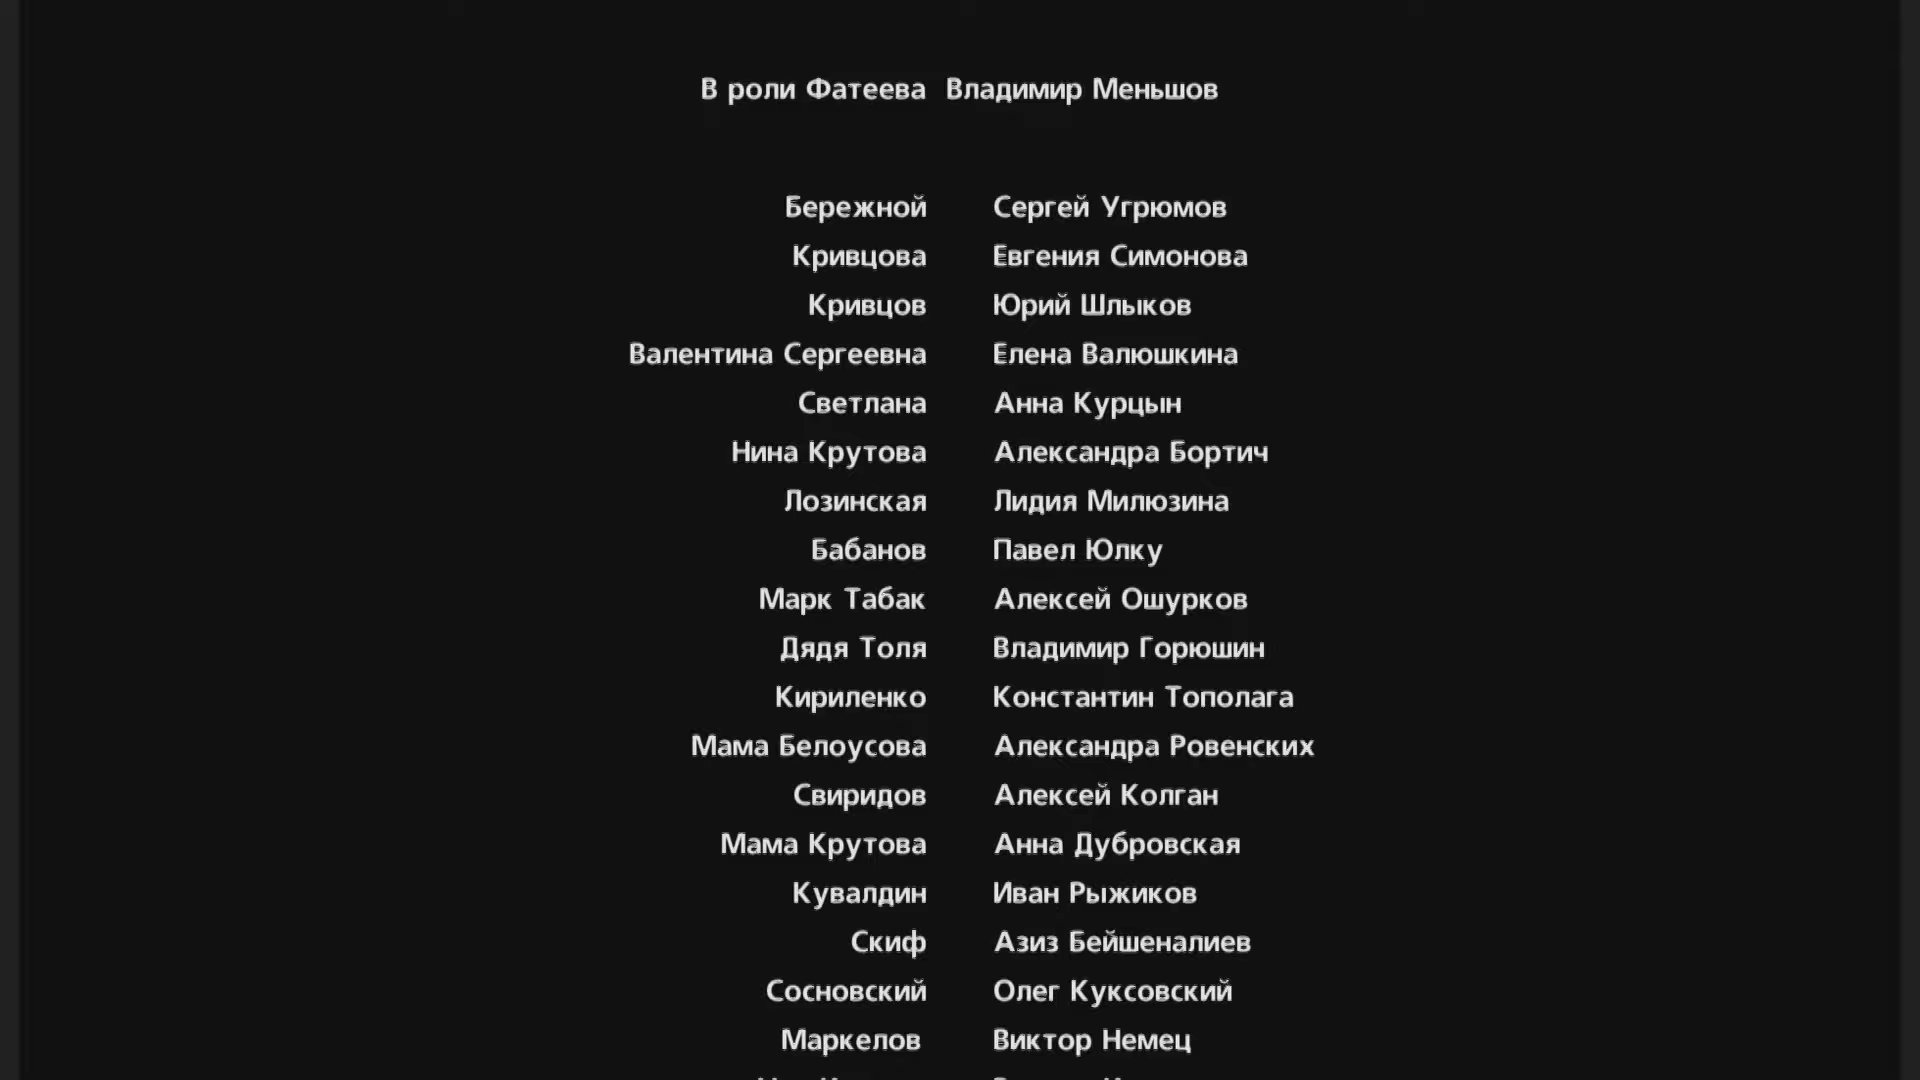 В роли Фатеева Владимир Меньшов
Бережной Сергей Угрюмов
Кривцова Евгения Симонова
Кривцов Юрий Шлыков
Валентина Сергеевна Елена Валюшкина
Светлана Анна Курцын
Нина Крутова Александра Бортич
Лозинская Лидия Милюзина
Бабанов Павел Юлку
Марк Табак Алексей Ошурков
Дядя Толя Владимир Горюшин
Кириленко Константин Тополага
Мама Белоусова Александра Ровенских
Свиридов Алексей Колган
Мама Крутова Анна Дубровская
Кувалдин Иван Рыжиков
Скиф Азиз Бейшеналиев
Сосновский Олег Куксовский
Маркелов Виктор Немец